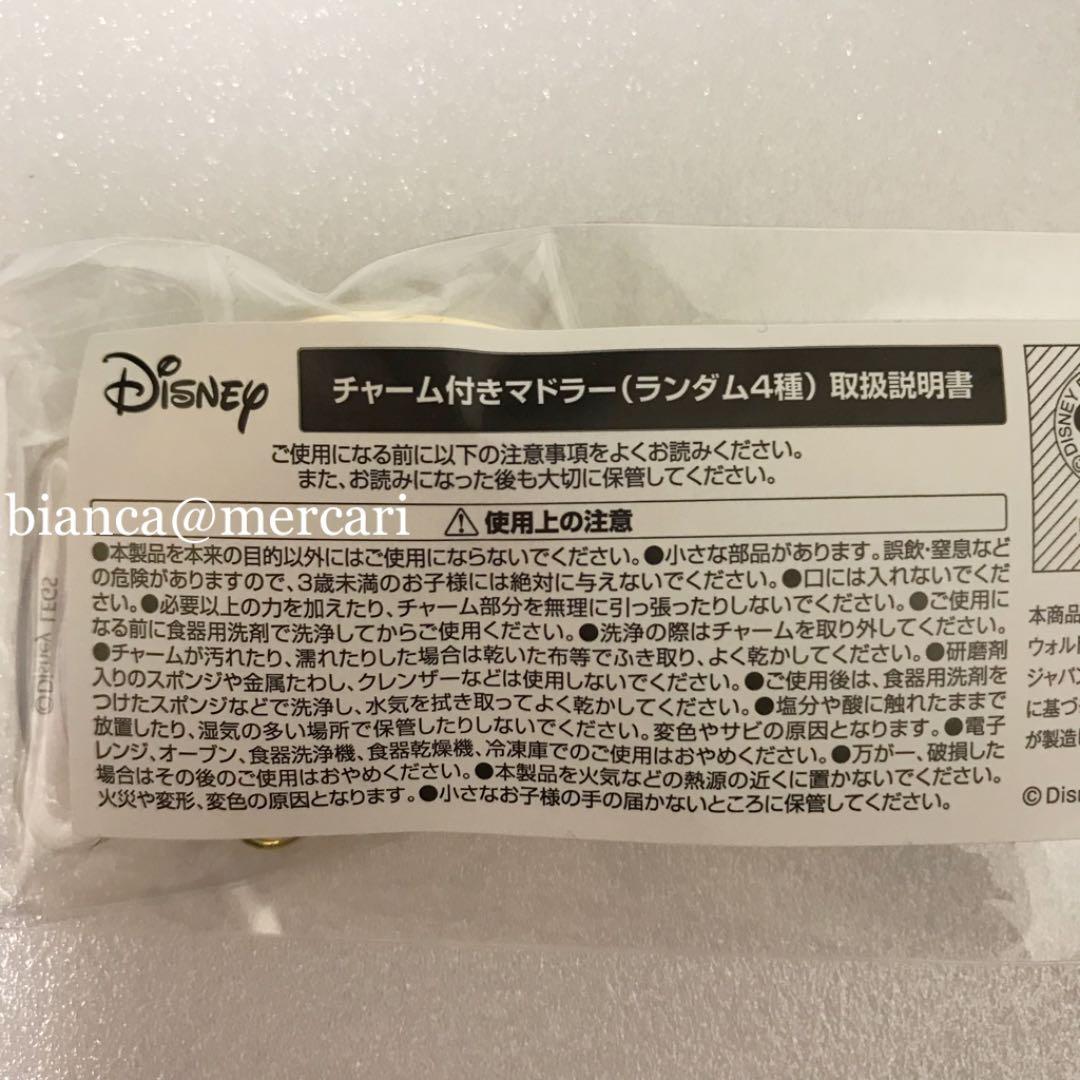 DISNEY
チャーム付きマドラー(ランダム4種) 取扱説明書
ご使用になる前に以下の注意事項をよくお読みください。
また、お読みになった後も大切に保管してください。
bianca@mercari
⚠使用上の注意
●本製品を本来の目的以外にはご使用にならないでください。●小さな部品があります。誤飲・窒息など
の危険がありますので、3歳未満のお子様には絶対に与えないでください。●口には入れないでくだ
さい。●必要以上の力を加えたり、チャーム部分を無理に引っ張ったりしないでください。●ご使用に
なる前に食器用洗剤で洗浄してからご使用ください。●洗浄の際はチャームを取り外してください。
●チャームが汚れたり、濡れたりした場合は乾いた布等でふき取り、よく乾かしてください。●研磨剤
入りのスポンジや金属たわし、クレンザーなどは使用しないでください。●ご使用後は、食器用洗剤を
つけたスポンジなどで洗浄し、水気を拭き取ってよく乾かしてください。●塩分や酸に触れたままで
放置したり、湿気の多い場所で保管したりしないでください。変色やサビの原因となります。●電子
レンジ、オーブン、食器洗浄機、食器乾燥機、冷凍庫でのご使用はおやめください。●万が一、破損した
場合はその後のご使用はおやめください。●本製品を火気などの熱源の近くに置かないでください。
火災や変形、変色の原因となります。●小さなお子様の手の届かないところに保管してください。
©DISNEY
本商品
ウォルト
ジャパン
に基づ
が製造
©Disn
©Disney